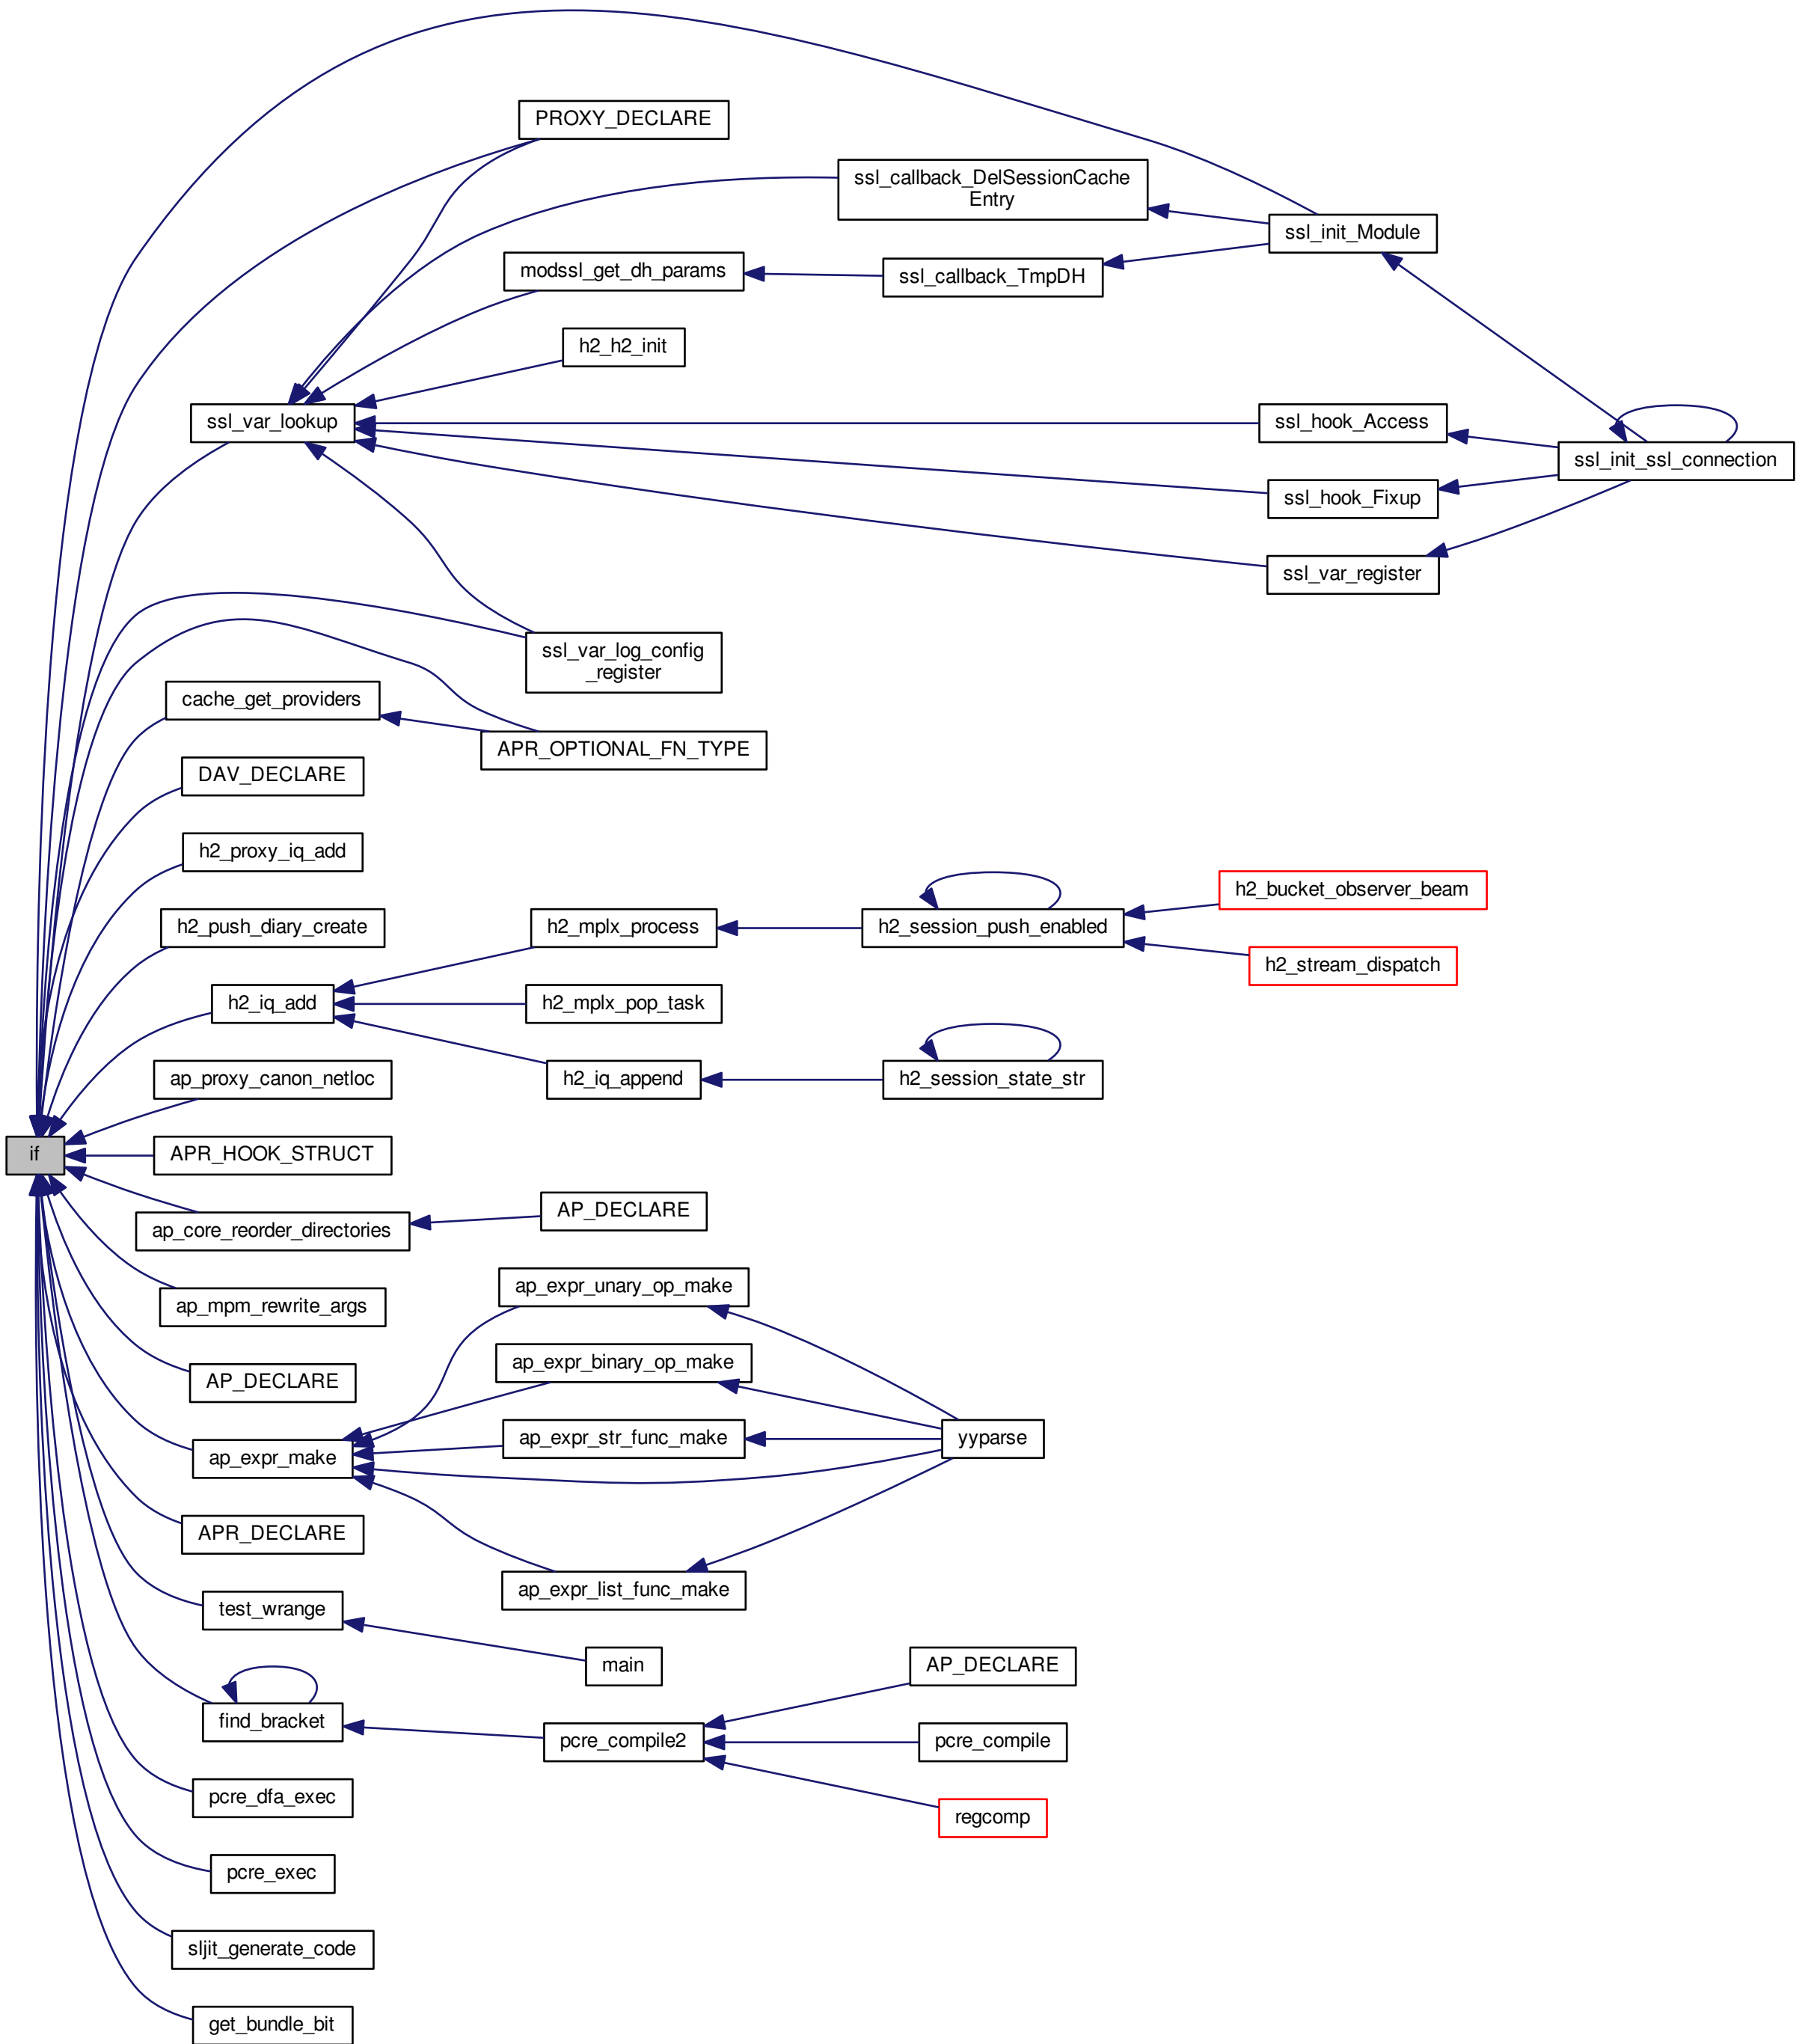 PROXY_DECLARE
ssl_callback_DelSessionCache
Entry
ssl_init_Module
modssl_get_dh_params
ssl_callback_TmpDH
h2_h2_init
ssl_var_lookup
ssl_hook_Access
ssl_init_ssl_connection
ssl_hook_Fixup
ssl_var_register
ssl_var_log_config
_register
cache_get_providers
APR_OPTIONAL_FN_TYPE
DAV_DECLARE
h2_proxy_iq_add
h2_bucket_observer_beam
h2_push_diary_create
h2_mplx_process
h2_session_push_enabled
h2_stream_dispatch
h2_iq_add
h2_mplx_pop_task
ap_proxy_canon_netloc
h2_iq_append
h2_session_state_str
if
APR_HOOK_STRUCT
AP_DECLARE
ap_core_reorder_directories
ap_expr_unary_op_make
ap_mpm_rewrite_args
ap_expr_binary_op_make
AP_DECLARE
ap_expr_str_func_make
yyparse
ap_expr_make
APR_DECLARE
ap_expr_list_func_make
test_wrange
main
AP_DECLARE
find_bracket
pcre_compile2
pcre_compile
pcre_dfa_exec
regcomp
pcre_exec
sljit_generate_code
get_bundle_bit